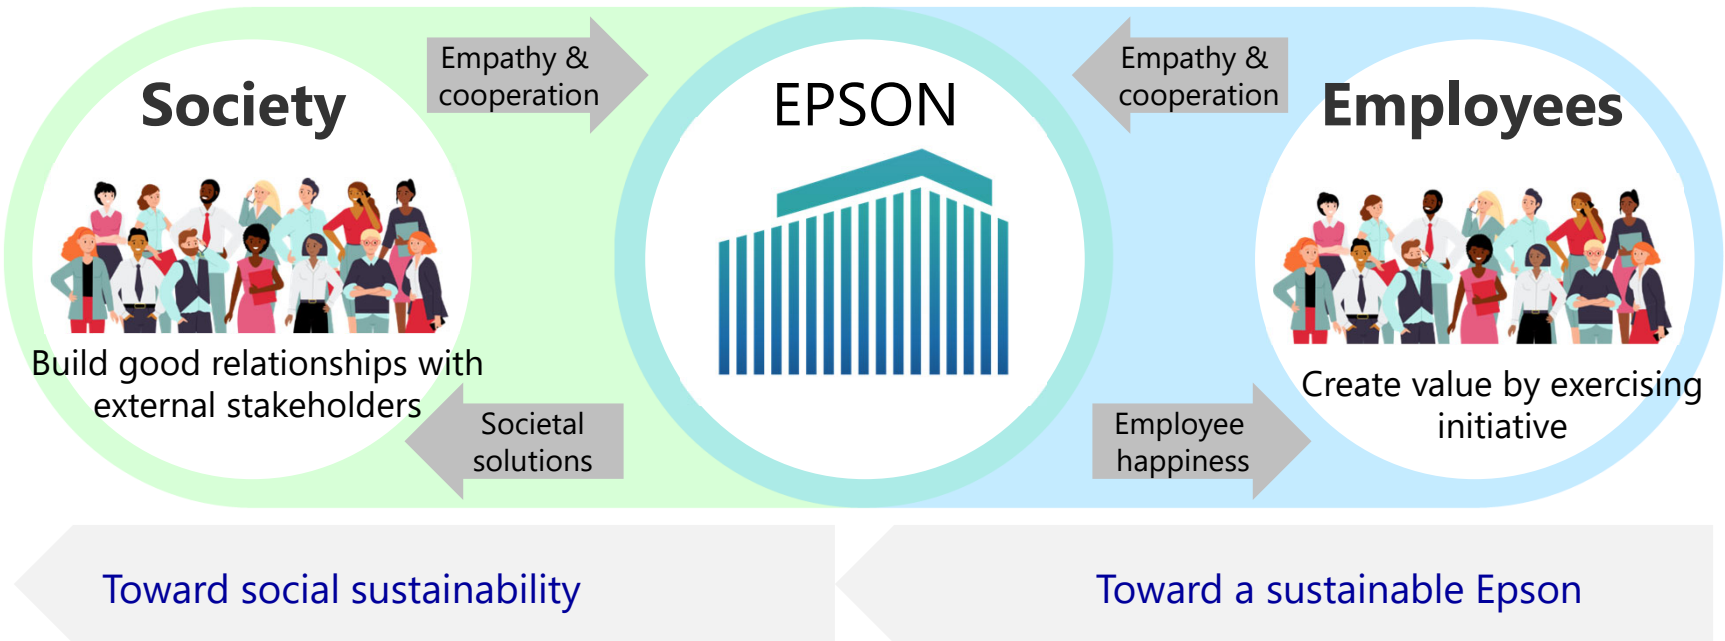 Society
Empathy &
cooperation
EPSON
Empathy &
cooperation
Employees
Build good relationships with
external stakeholders
Societal
solutions
Employee
happiness
Create value by exercising
initiative
Toward social sustainability
Toward a sustainable Epson